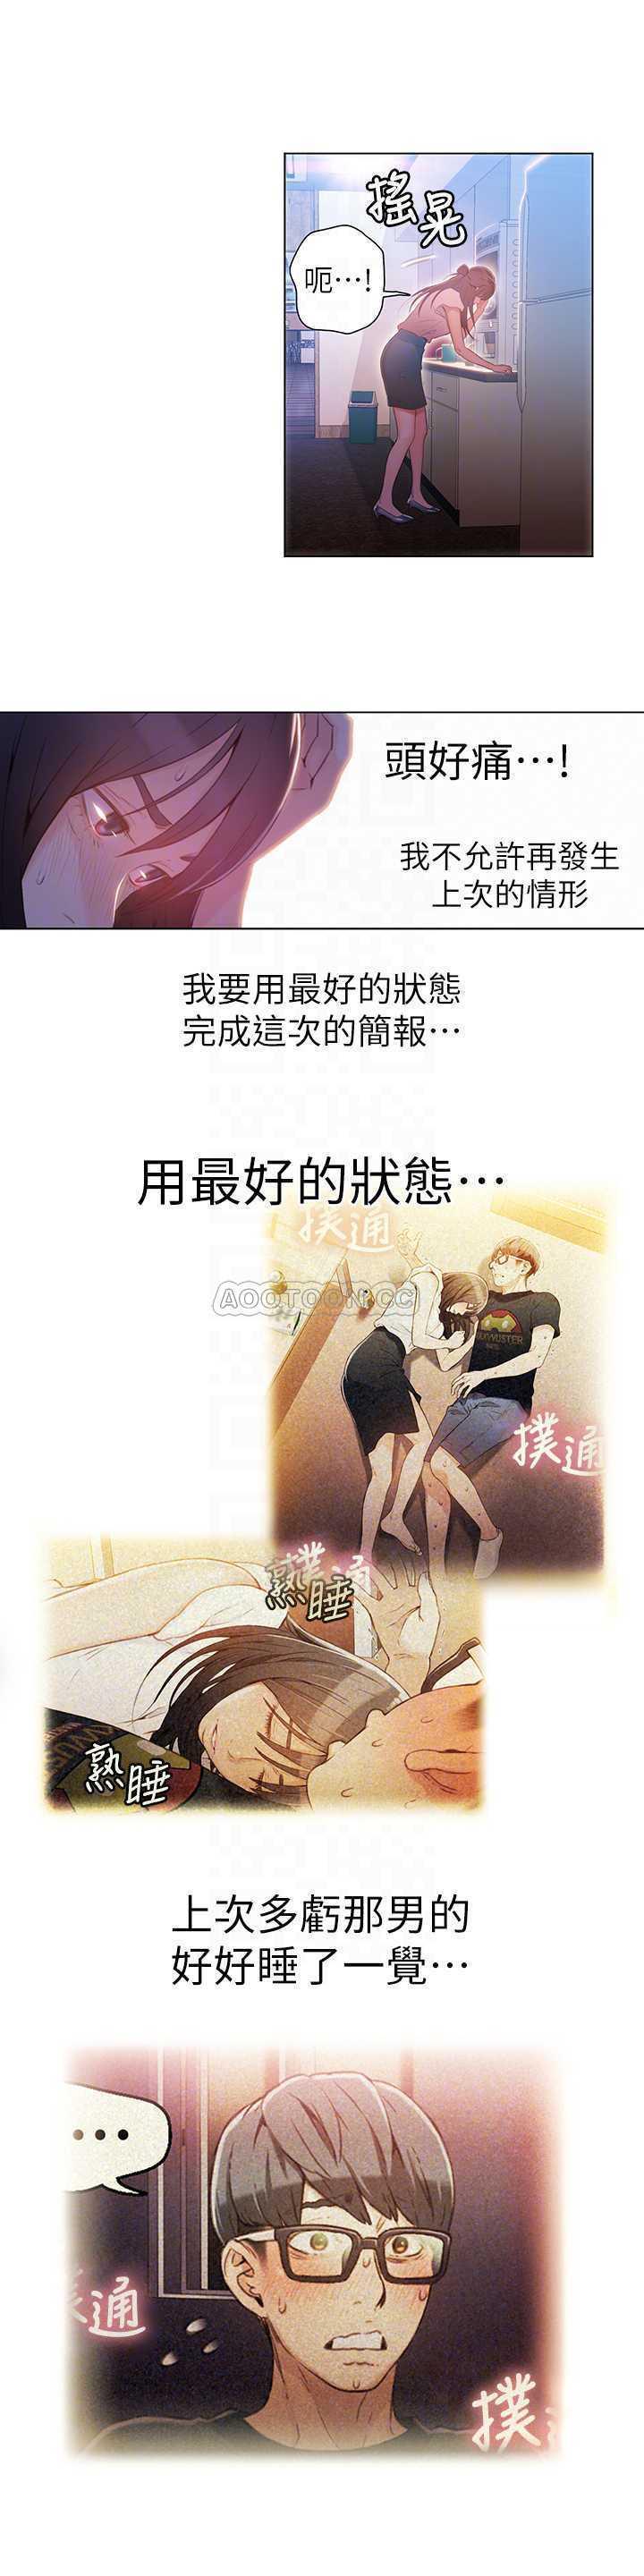 搖晃
呃⋯!
頭好痛⋯!
我不允許再發生
上次的情形
我要用最好的狀態
完成這次的簡報⋯
用最好的狀態⋯
撲通
AOOTOON.CC
撲通
撲通
熟睡
熟睡
上次多虧那男的
好好睡了一覺⋯
⋯
撲通
撲通